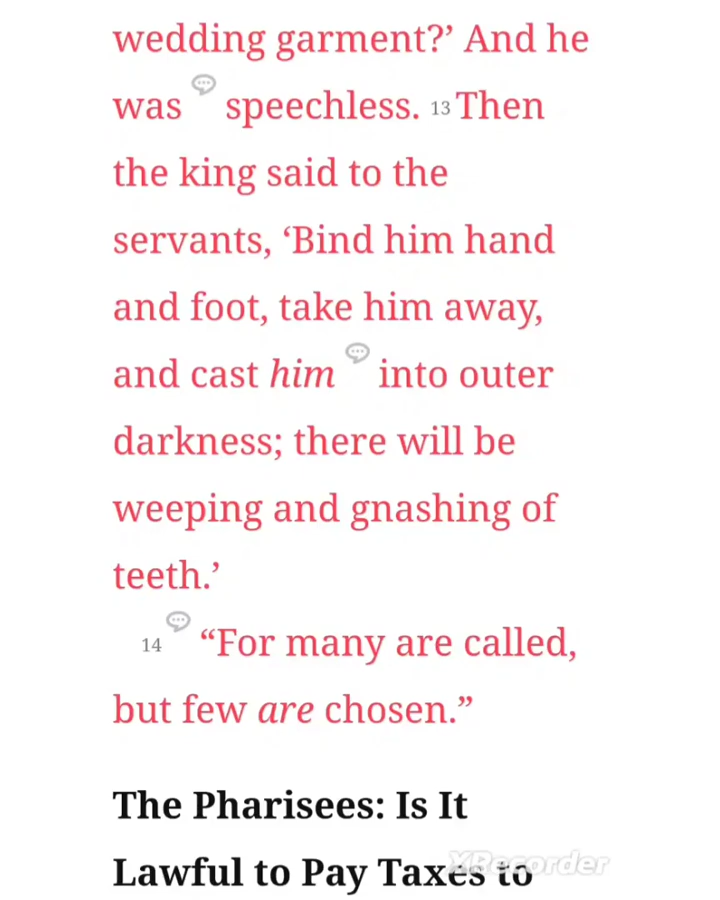 wedding garment?’ And he
was speechless. 13 Then
the king said to the
servants, ‘Bind him hand
and foot, take him away,
and cast him into outer
darkness; there will be
weeping and gnashing of
teeth.’
14 “For many are called,
but few are chosen.”
The Pharisees: Is It
Lawful to Pay Taxes to
XRecorder